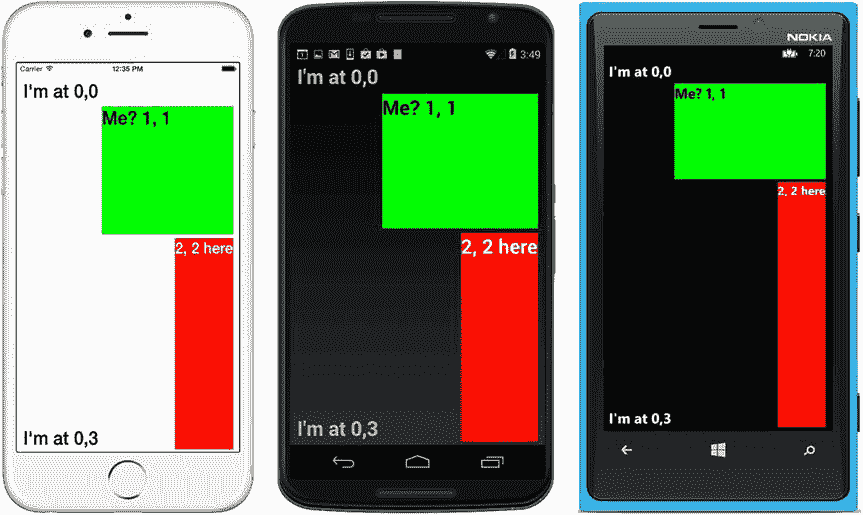 Carrier 12:35 PM
I'm at 0,0
Me? 1, 1
2, 2 here
I'm at 0,3
3:49
I'm at 0,0
Me? 1, 1
2, 2 here
I'm at 0,3
NOKIA
7:20
I'm at 0,0
Me? 1, 1
2, 2 here
I'm at 0,3